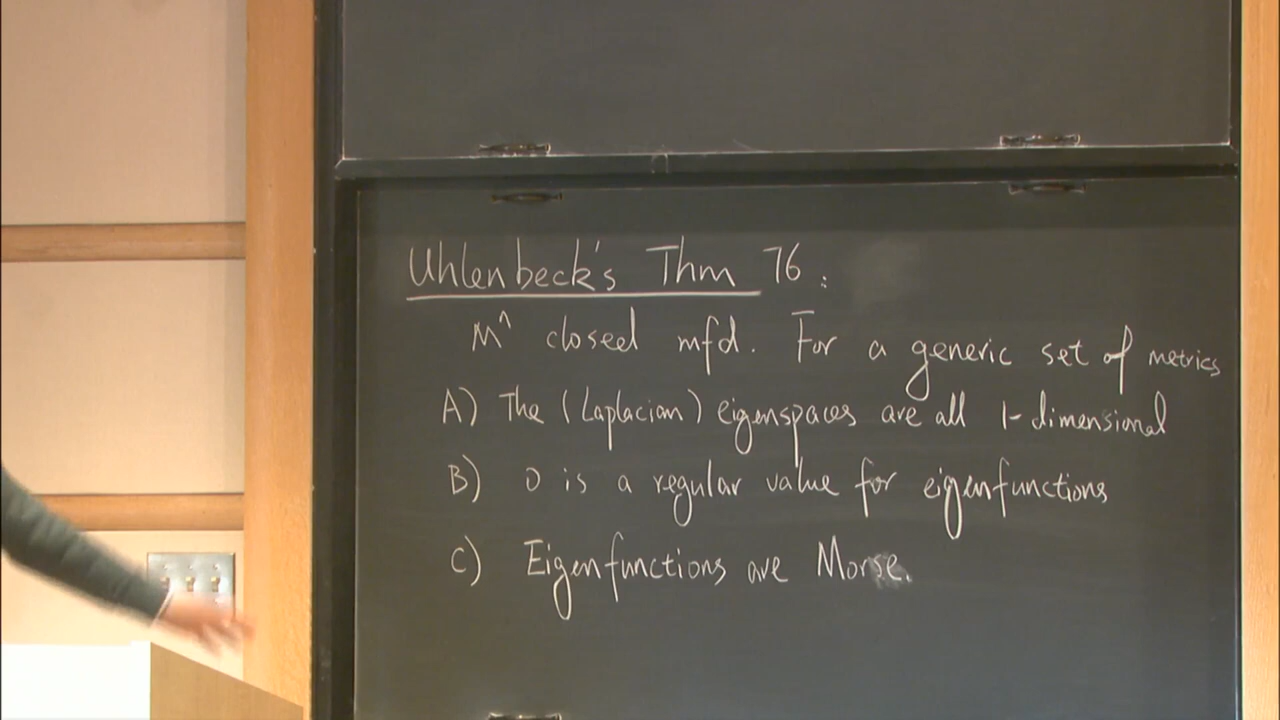 Uhlenbeck's Thm 76:
Mⁿ closed mfd. For a generic set of metrics
A) The (Laplacian) eigenspaces are all 1-dimensional
B) 0 is a regular value for eigenfunctions
C) Eigenfunctions are Morse.